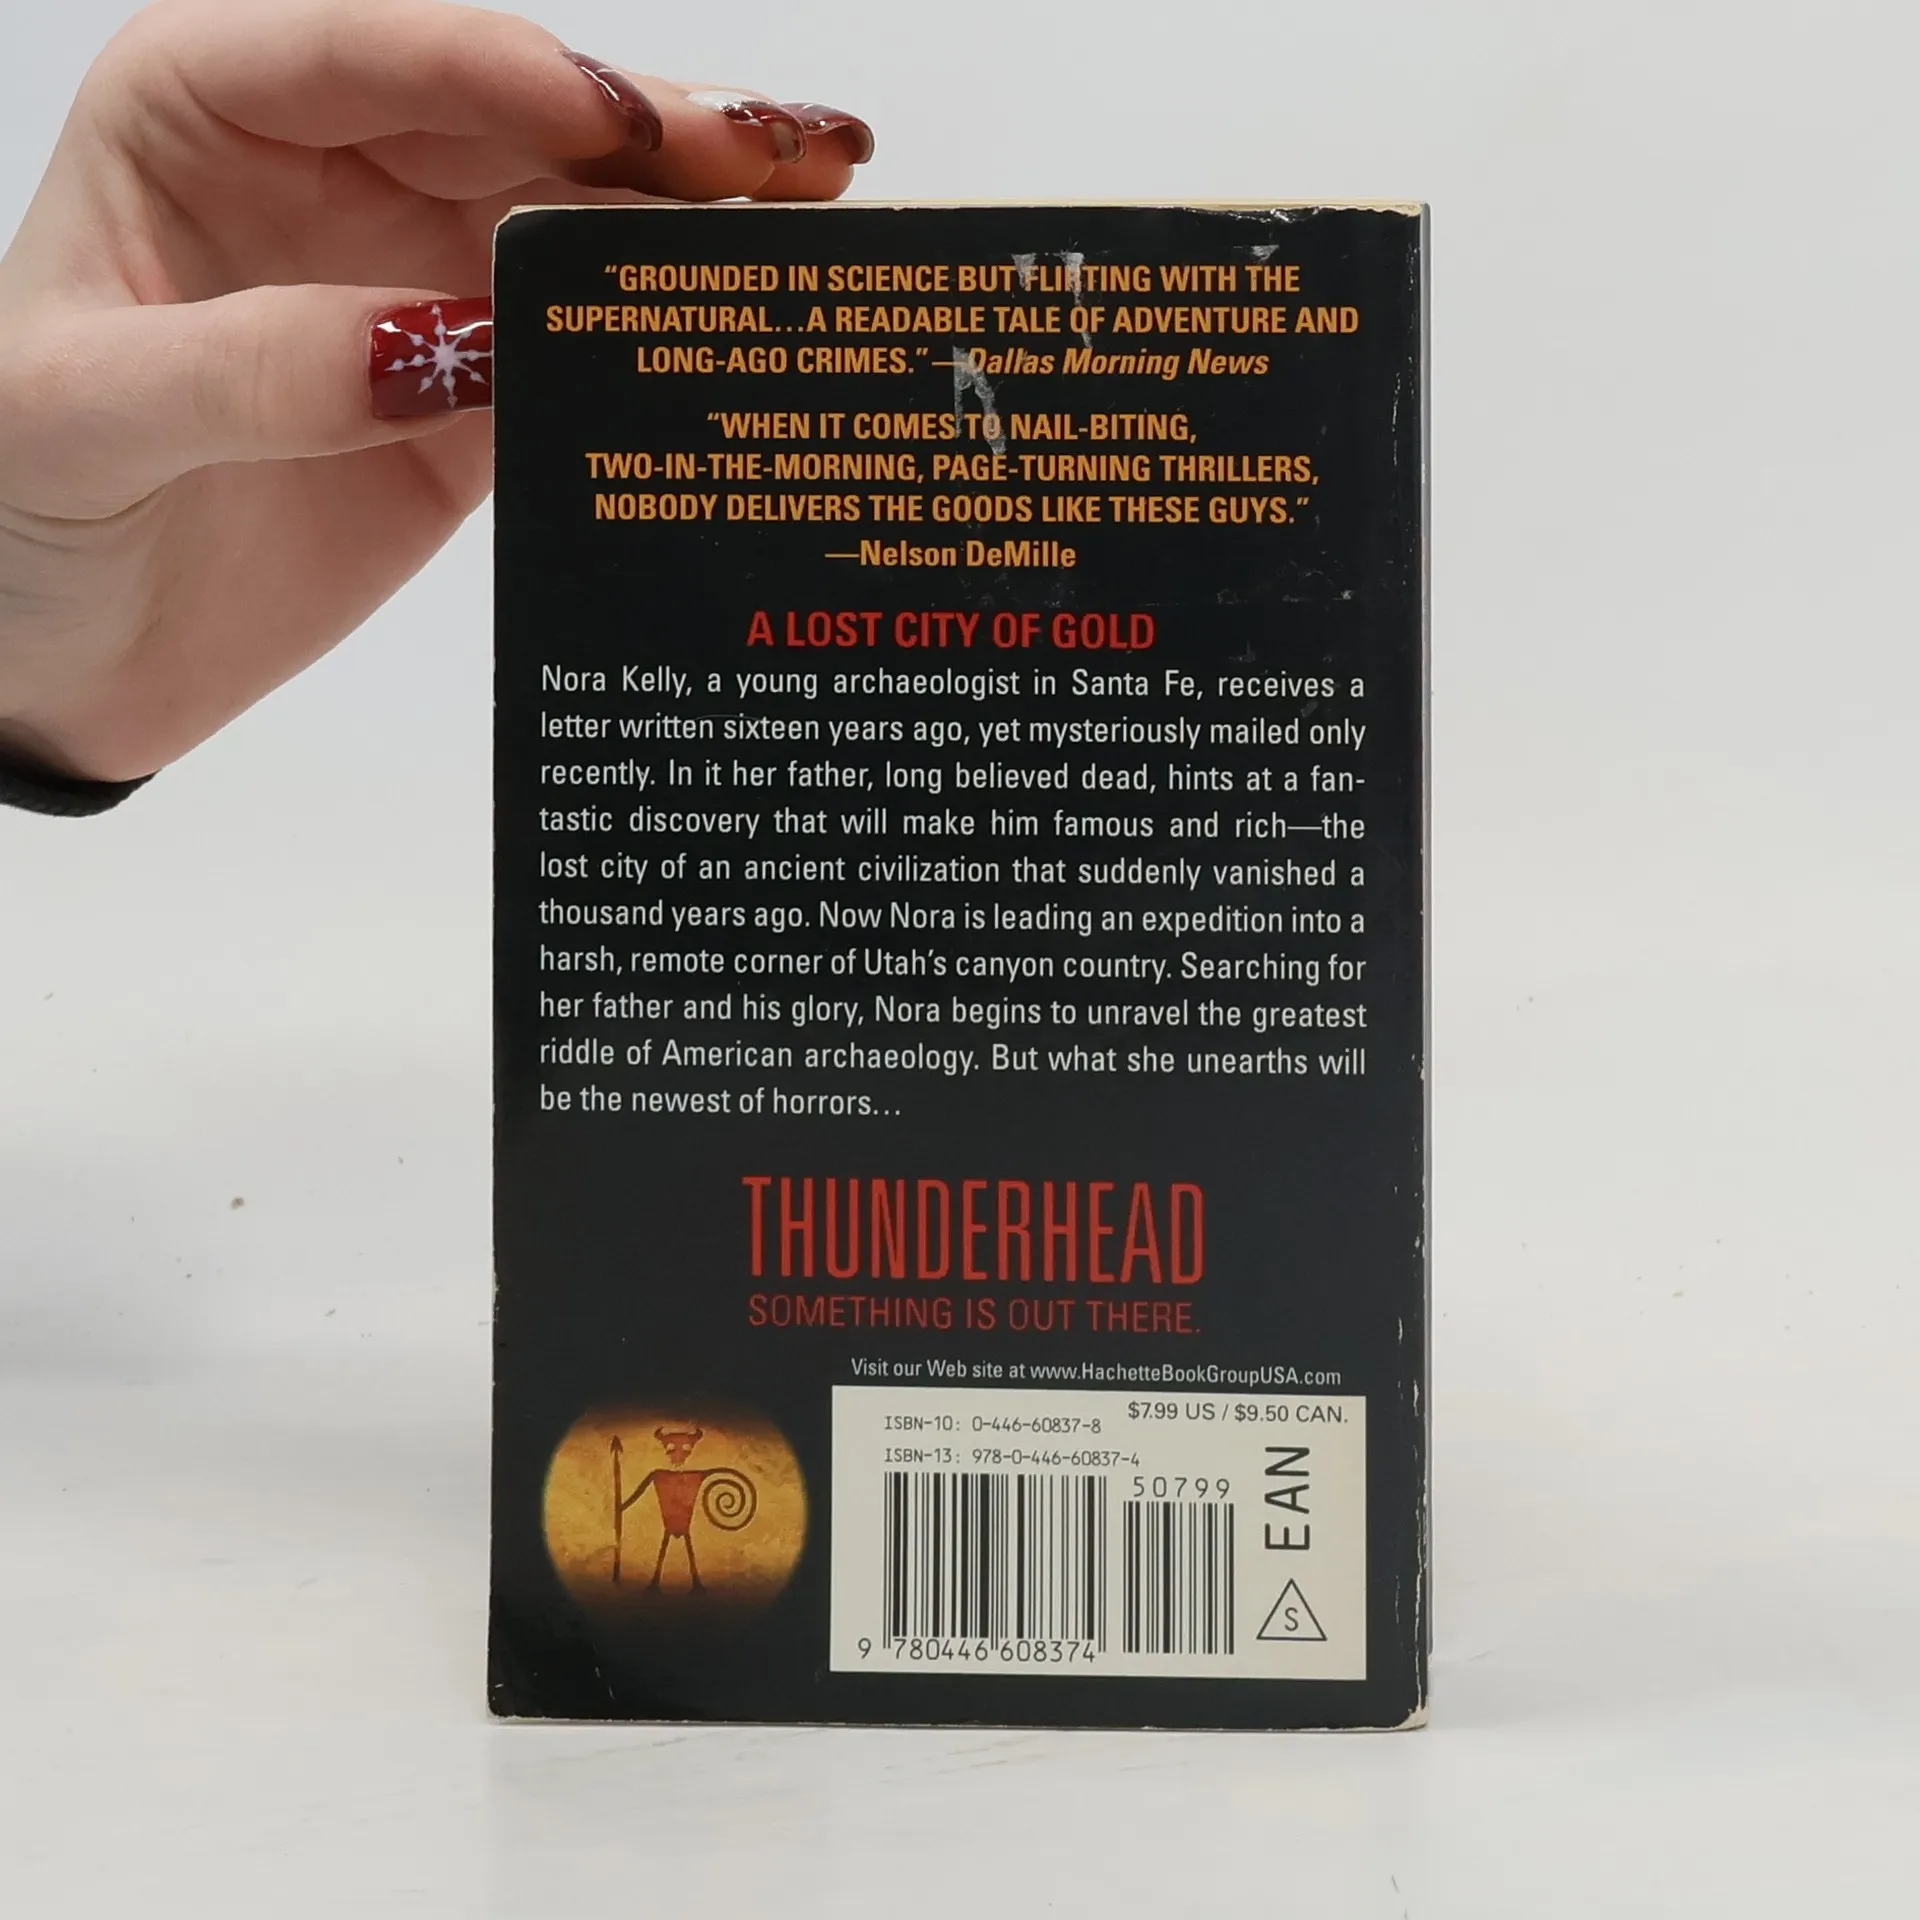 “GROUNDED IN SCIENCE BUT FLIRTING WITH THE
SUPERNATURAL...A READABLE TALE OF ADVENTURE AND
LONG-AGO CRIMES.”—Dallas Morning News
“WHEN IT COMES TO NAIL-BITING,
TWO-IN-THE-MORNING, PAGE-TURNING THRILLERS,
NOBODY DELIVERS THE GOODS LIKE THESE GUYS.”
—Nelson DeMille
A LOST CITY OF GOLD
Nora Kelly, a young archaeologist in Santa Fe, receives a
letter written sixteen years ago, yet mysteriously mailed only
recently. In it her father, long believed dead, hints at a fan-
tastic discovery that will make him famous and rich—the
lost city of an ancient civilization that suddenly vanished a
thousand years ago. Now Nora is leading an expedition into a
harsh, remote corner of Utah’s canyon country. Searching for
her father and his glory, Nora begins to unravel the greatest
riddle of American archaeology. But what she unearths will
be the newest of horrors...
THUNDERHEAD
SOMETHING IS OUT THERE.
Visit our Web site at www.HachetteBookGroupUSA.com
$7.99 US / $9.50 CAN.
ISBN-10: 0-446-60837-8
ISBN-13: 978-0-446-60837-4
50799
EAN
S
9 780446 608374